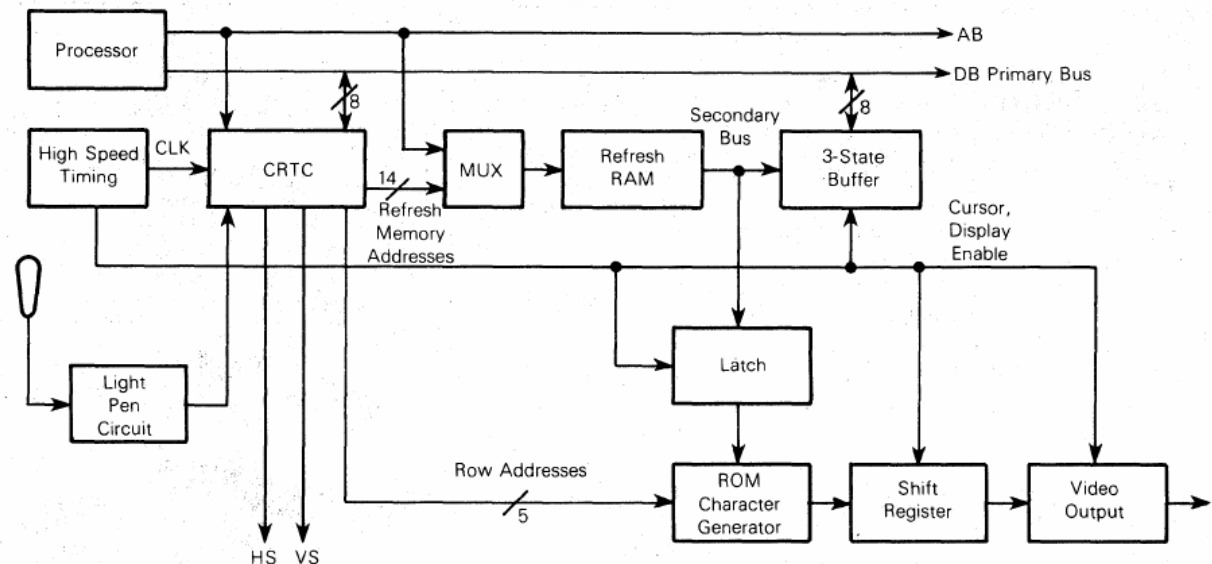 Processor
AB
DB Primary Bus
8
8
High Speed
Timing
CLK
CRTC
14
Refresh
Memory
Addresses
MUX
Refresh
RAM
Secondary
Bus
3-State
Buffer
Cursor,
Display
Enable
Light
Pen
Circuit
Latch
Row Addresses
5
ROM
Character
Generator
Shift
Register
Video
Output
HS
VS